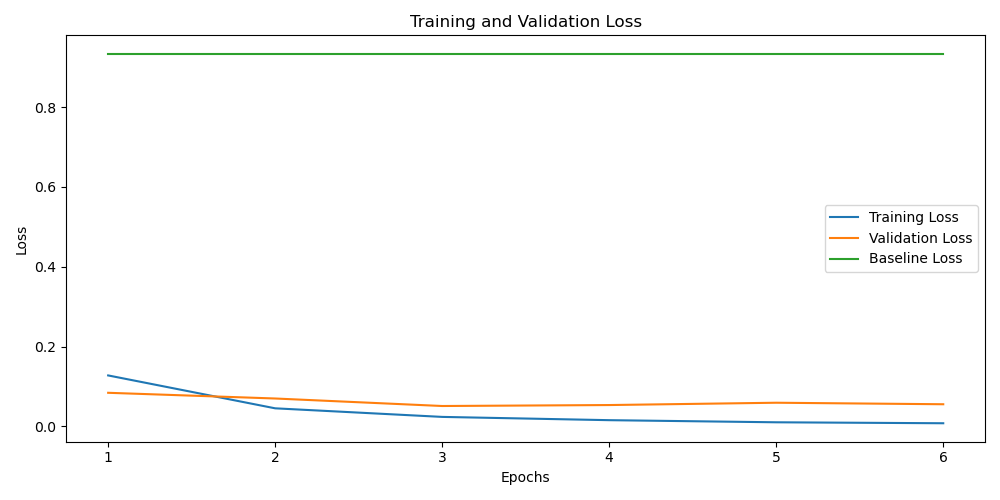 Training and Validation Loss
0.8
0.6
0.4
0.2
0.0
Loss
Training Loss
Validation Loss
Baseline Loss
1 2 3 4 5 6
Epochs